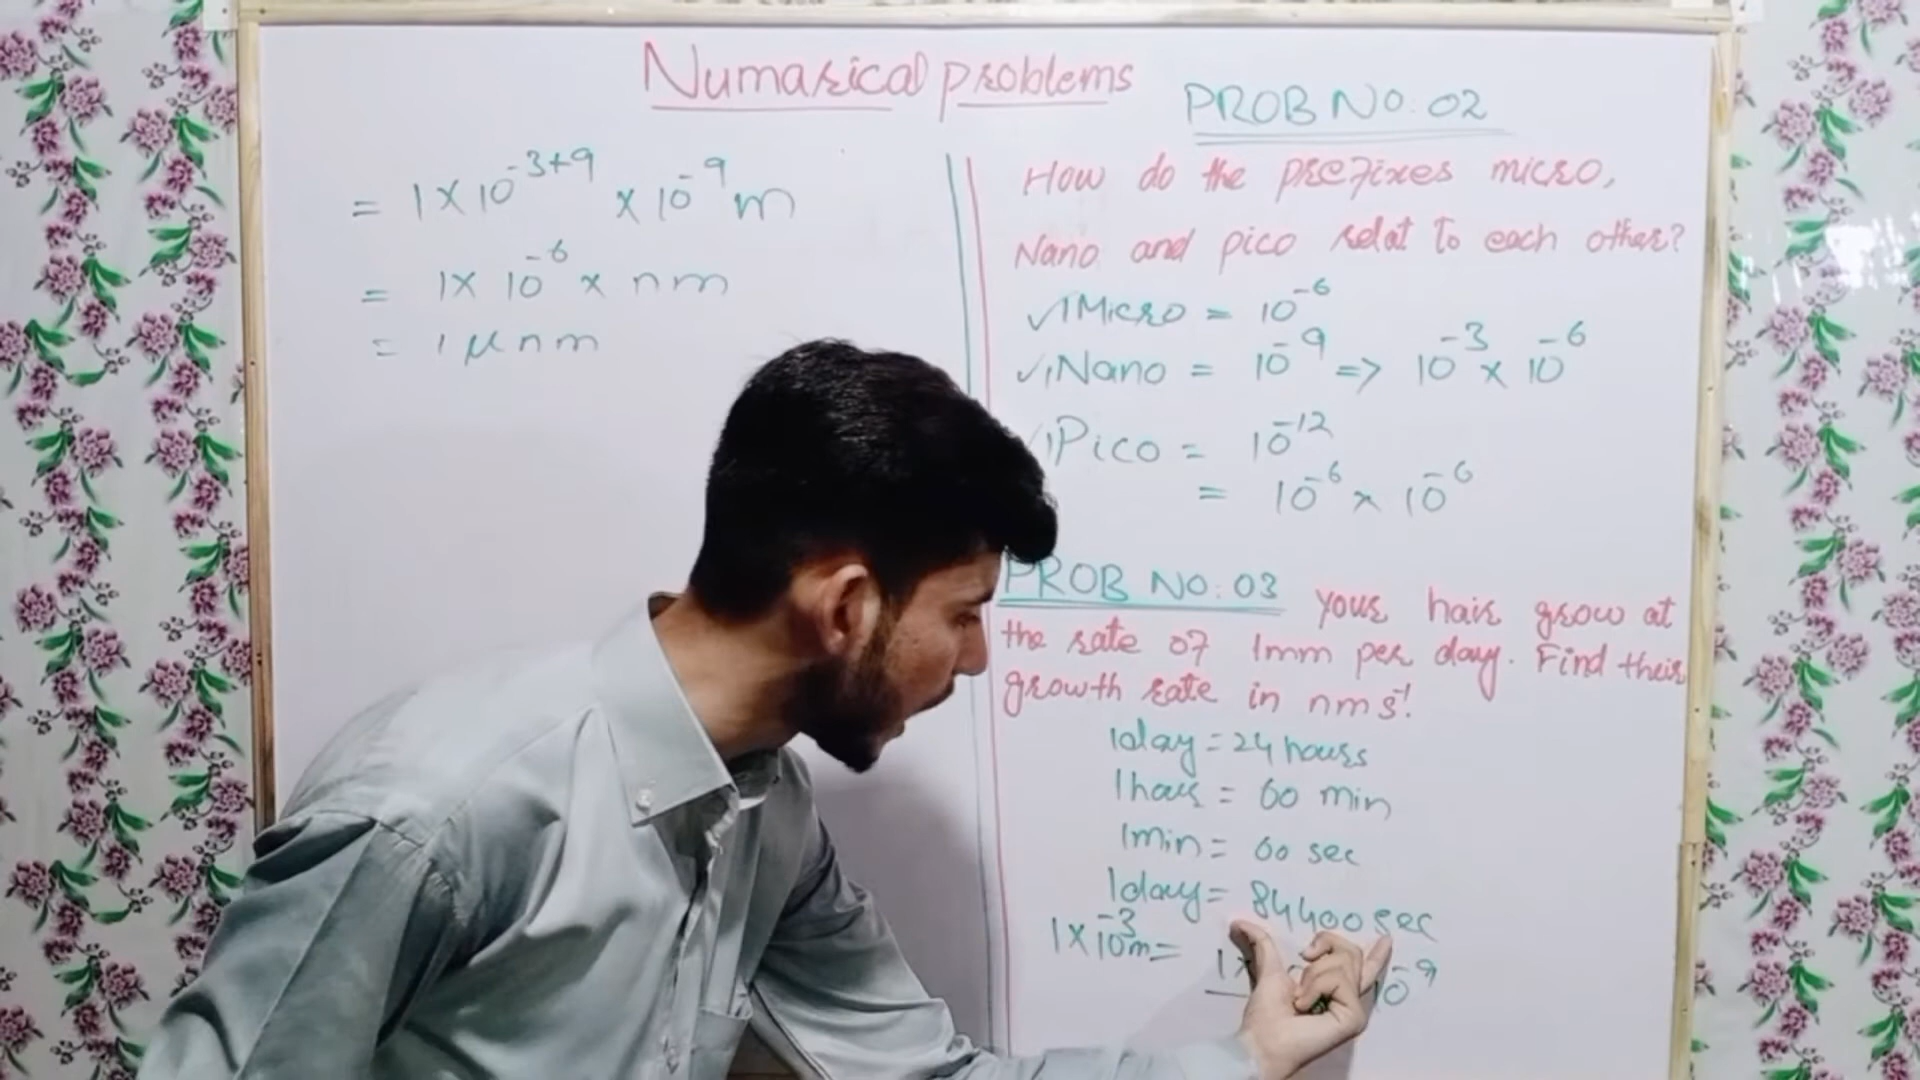 Numarical problems
= 1 × 10⁻³⁺⁹ × 10⁻⁹ m
= 1 × 10⁻⁶ × nm
= 1 μ nm
PROB NO: 02
How do the prefixes micro,
Nano and pico relat to each other?
✓1Micro = 10⁻⁶
✓1Nano = 10⁻⁹ => 10⁻³ × 10⁻⁶
✓1Pico = 10⁻¹²
= 10⁻⁶ × 10⁻⁶
PROB NO: 03 Your hair grow at
the rate of 1mm per day. Find their
growth rate in nms⁻¹.
1day = 24 hours
1hour = 60 min
1min = 60 sec
1day = 84400 sec
1×10⁻³m =
10⁻⁹